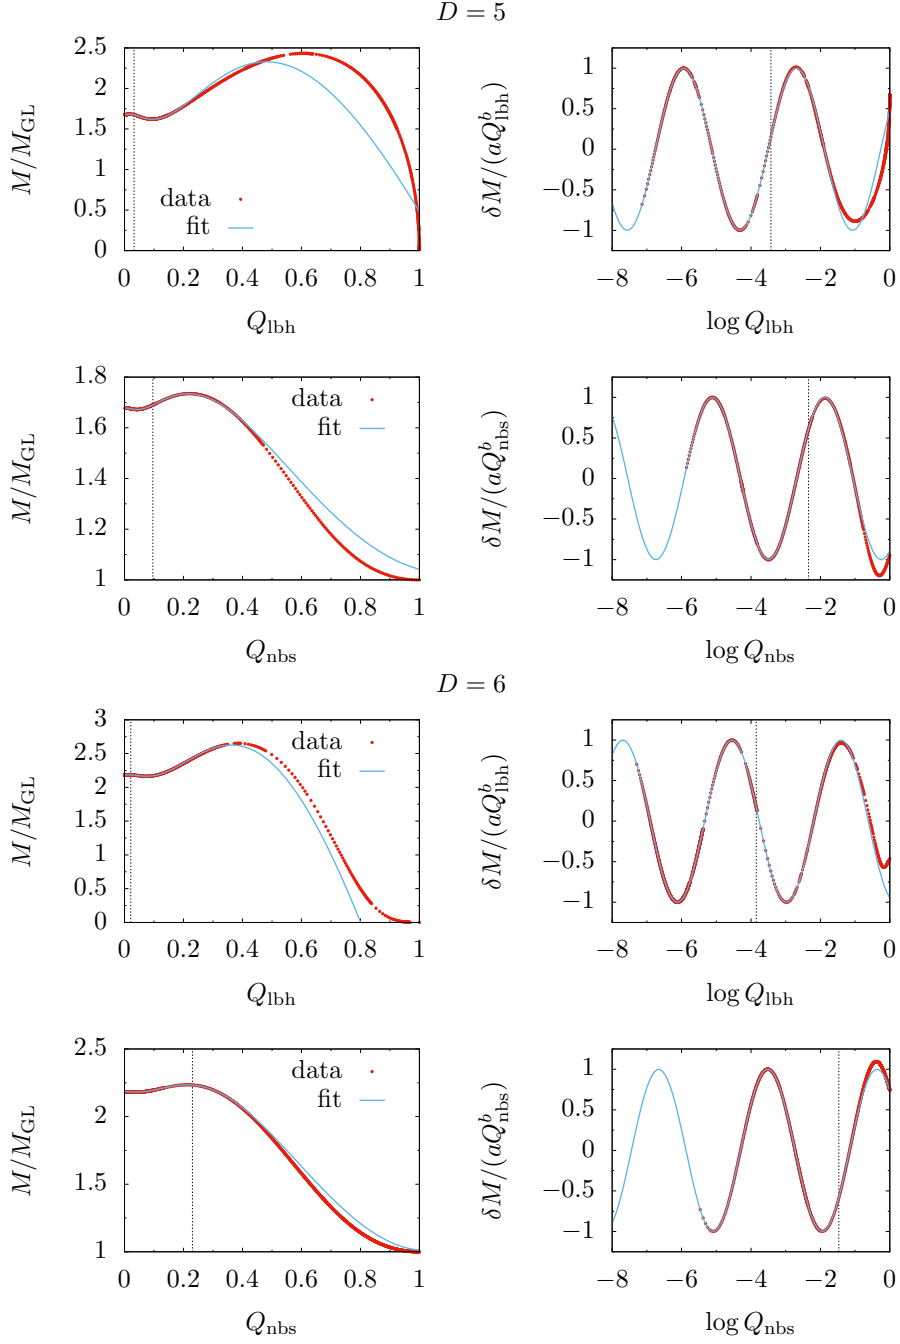 D = 5
M/M_GL
2.5
2
1.5
1
0.5
0
data
fit
0 0.2 0.4 0.6 0.8 1
Q_lbh
δM/(aQ^b_lbh)
1
0.5
0
−0.5
−1
−8 −6 −4 −2 0
log Q_lbh
M/M_GL
1.8
1.6
1.4
1.2
1
data
fit
0 0.2 0.4 0.6 0.8 1
Q_nbs
δM/(aQ^b_nbs)
1
0.5
0
−0.5
−1
−8 −6 −4 −2 0
log Q_nbs
D = 6
M/M_GL
3
2.5
2
1.5
1
0.5
0
data
fit
0 0.2 0.4 0.6 0.8 1
Q_lbh
δM/(aQ^b_lbh)
1
0.5
0
−0.5
−1
−8 −6 −4 −2 0
log Q_lbh
M/M_GL
2.5
2
1.5
1
data
fit
0 0.2 0.4 0.6 0.8 1
Q_nbs
δM/(aQ^b_nbs)
1
0.5
0
−0.5
−1
−8 −6 −4 −2 0
log Q_nbs